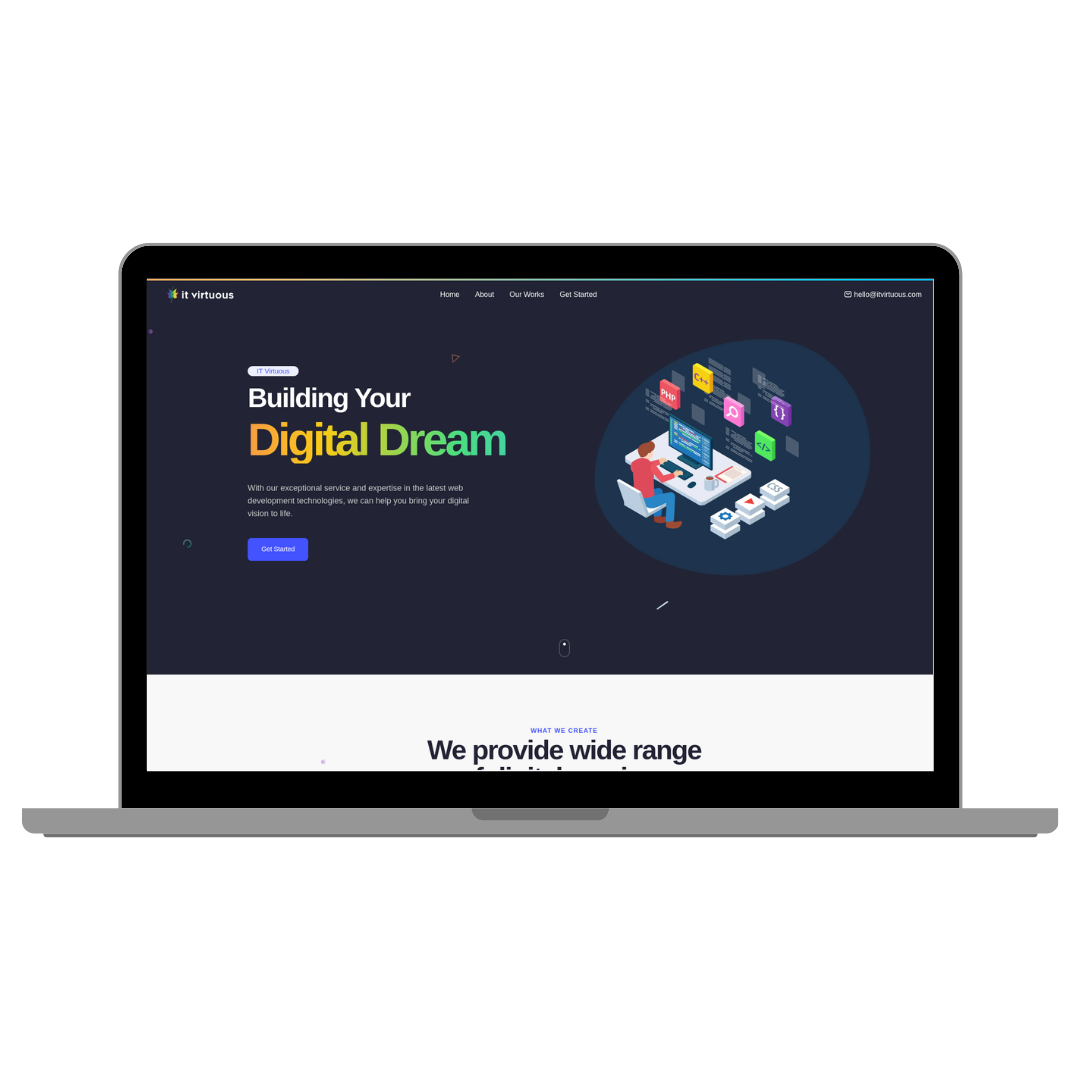 it virtuous
Home About Our Works Get Started
hello@itvirtuous.com
IT Virtuous
Building Your
Digital Dream
With our exceptional service and expertise in the latest web
development technologies, we can help you bring your digital
vision to life.
Get Started
PHP
C++
{}
</>
CSS
WHAT WE CREATE
We provide wide range